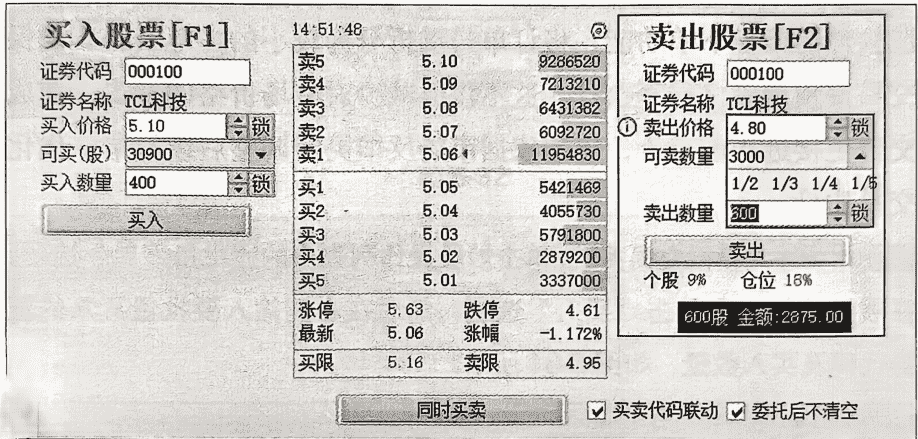 买入股票[F1]
证券代码 000100
证券名称 TCL科技
买入价格 5.10 锁
可买(股) 30900
买入数量 400 锁
买入
14:51:48
卖5 5.10 9286520
卖4 5.09 7213210
卖3 5.08 6431382
卖2 5.07 6092720
卖1 5.06 11954830
买1 5.05 5421469
买2 5.04 4055730
买3 5.03 5791800
买4 5.02 2879200
买5 5.01 3337000
涨停 5.63 跌停 4.61
最新 5.06 涨幅 -1.172%
买限 5.16 卖限 4.95
卖出股票[F2]
证券代码 000100
证券名称 TCL科技
卖出价格 4.80 锁
可卖数量 3000
1/2 1/3 1/4 1/5
卖出数量 600 锁
卖出
个股 9% 仓位 18%
600股 金额:2875.00
同时买卖 买卖代码联动 委托后不清空